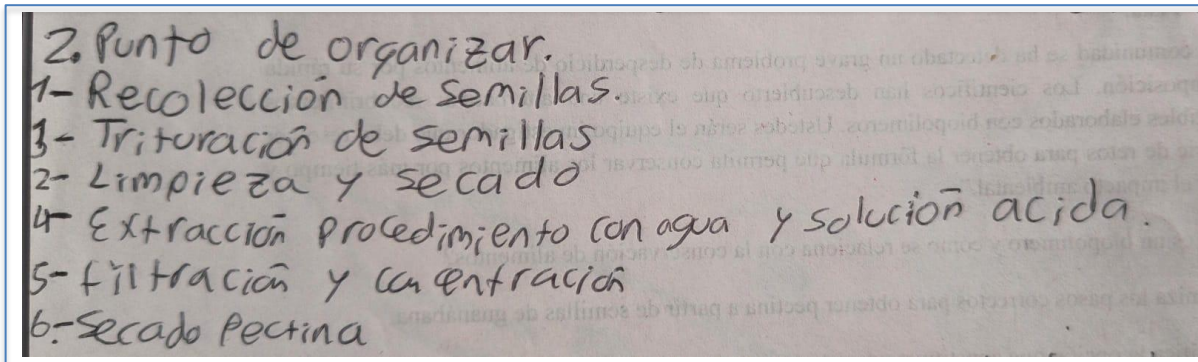 2. Punto de organizar.
1- Recoleccion de semillas.
3- Trituración de semillas
2- Limpieza y secado
4- Extracción procedimiento con agua y solución acida.
5- filtración y concentración
6.- Secado Pectina